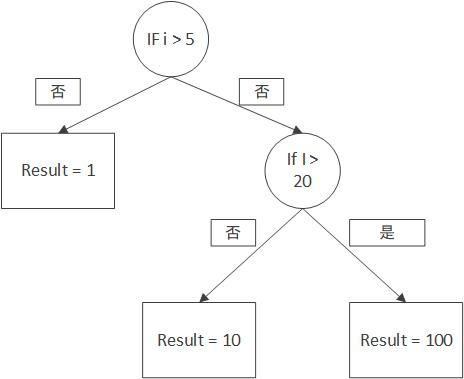 IF i > 5
否
否
Result = 1
If I >
20
否
是
Result = 10
Result = 100